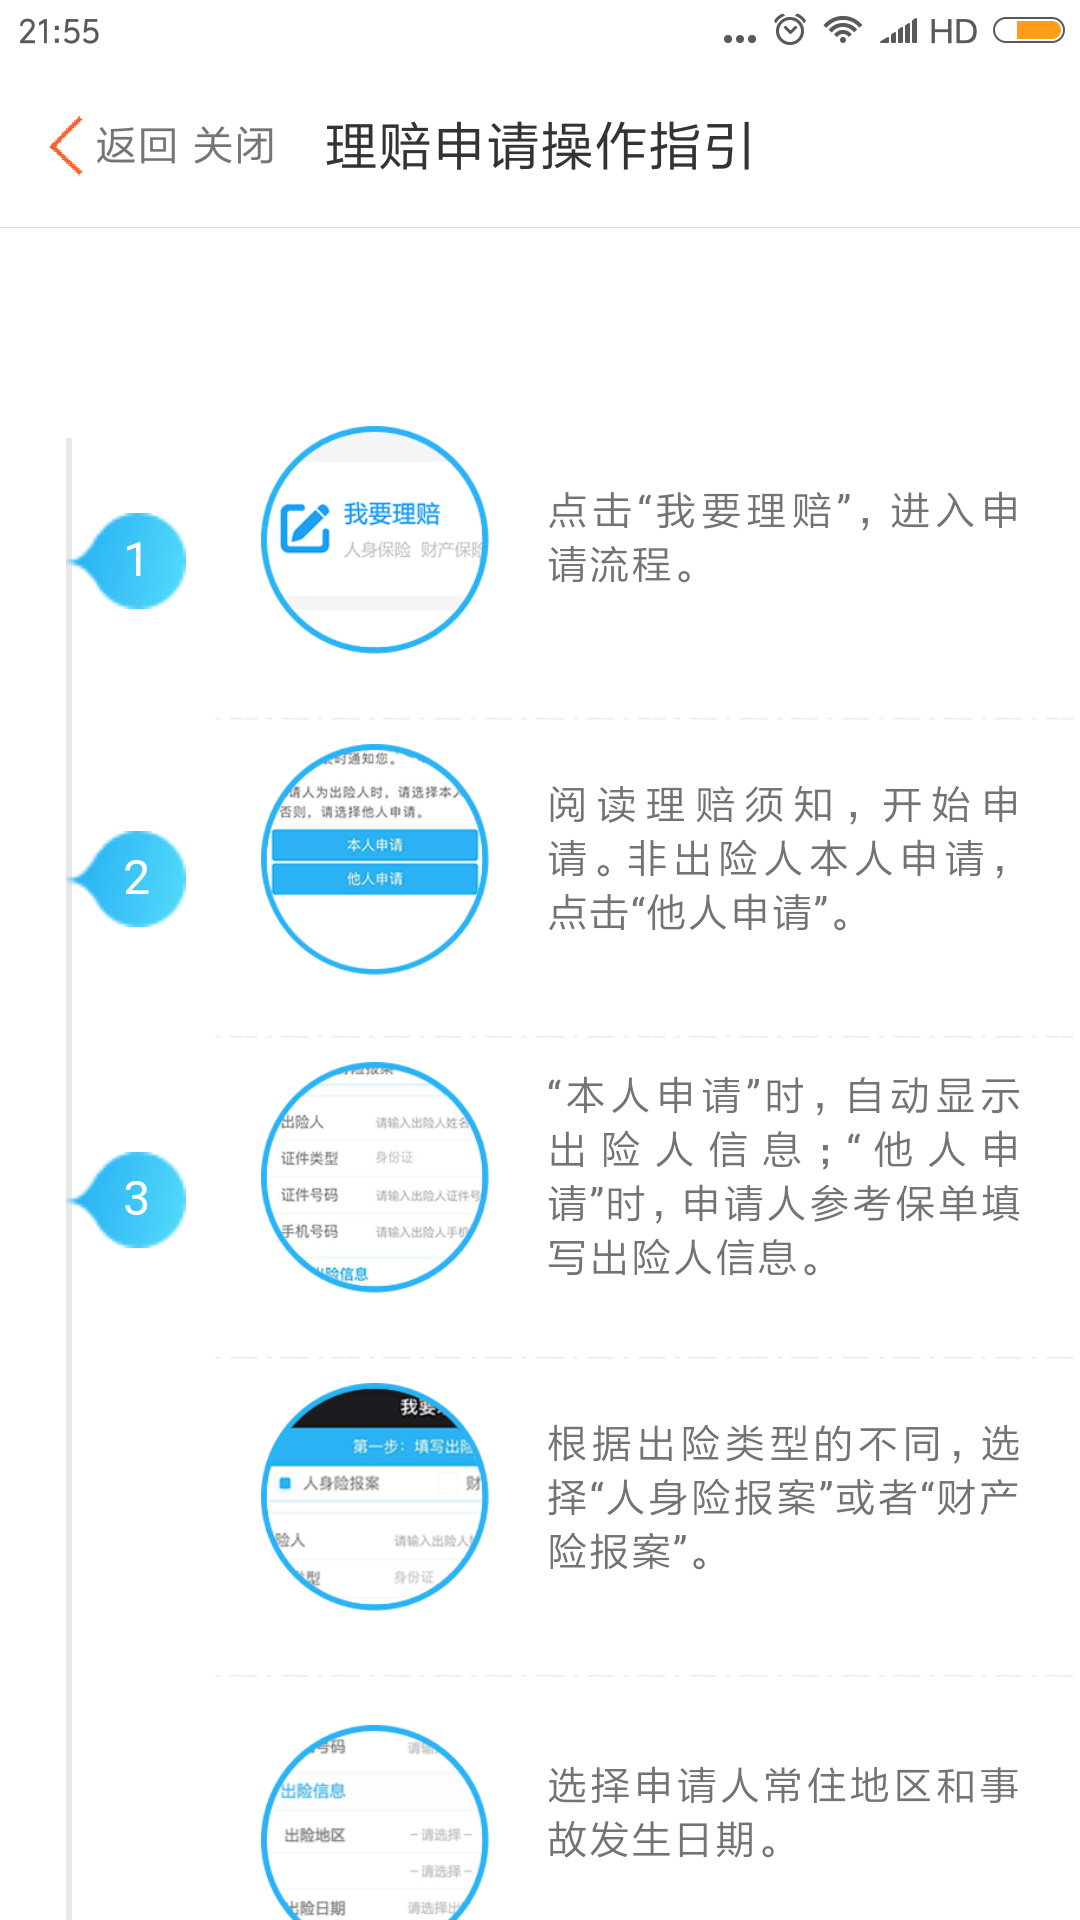 21:55
HD
返回 关闭 理赔申请操作指引
1
我要理赔
人身保险 财产保险
点击“我要理赔”，进入申
请流程。
2
时通知您。
请人为出险人时，请选择本人
否则，请选择他人申请。
本人申请
他人申请
阅读理赔须知，开始申
请。非出险人本人申请，
点击“他人申请”。
3
险报案
出险人 请输入出险人姓名
证件类型 身份证
证件号码 请输入出险人证件号
手机号码 请输入出险人手机
出险信息
“本人申请”时，自动显示
出险人信息；“他人申
请”时，申请人参考保单填
写出险人信息。
我要
第一步：填写出险
人身险报案 财
险人 请输入出险人
类型 身份证
根据出险类型的不同，选
择“人身险报案”或者“财产
险报案”。
号码 请输
出险信息
出险地区 －请选择－
－请选择－
出险日期 请选择出
选择申请人常住地区和事
故发生日期。